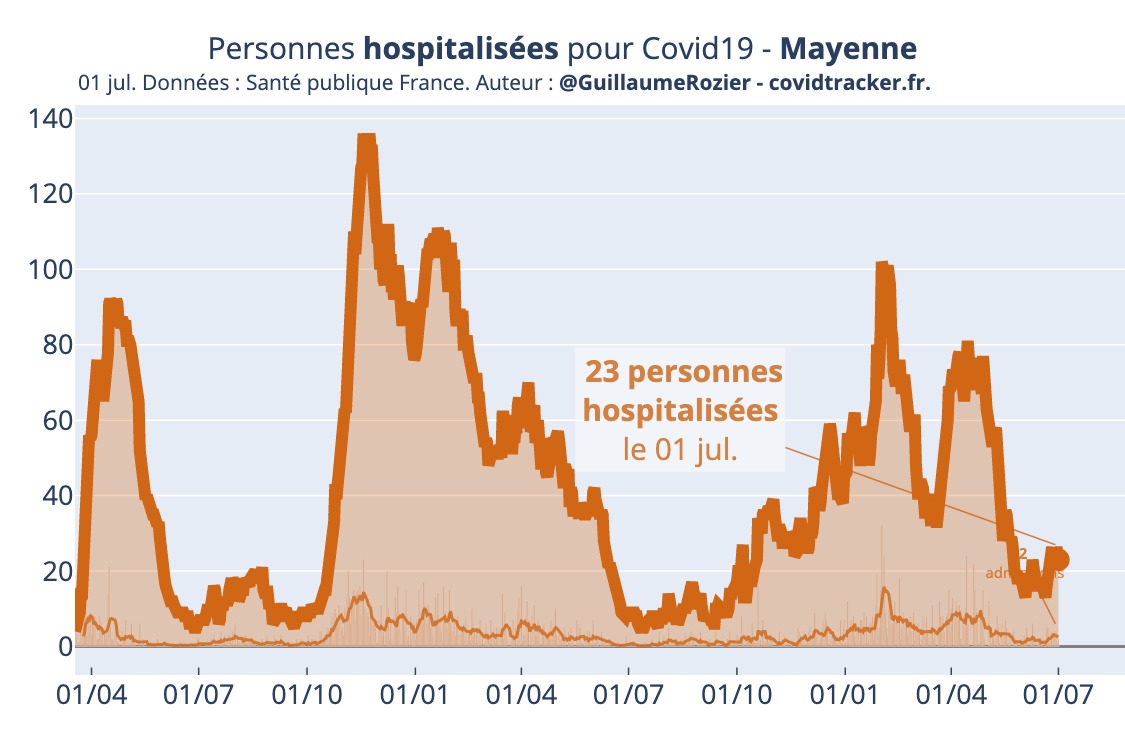 Personnes hospitalisées pour Covid19 - Mayenne
01 jul. Données : Santé publique France. Auteur : @GuillaumeRozier - covidtracker.fr.
140
120
100
80
60
40
20
0
23 personnes
hospitalisées
le 01 jul.
2
01/04 01/07 01/10 01/01 01/04 01/07 01/10 01/01 01/04 01/07